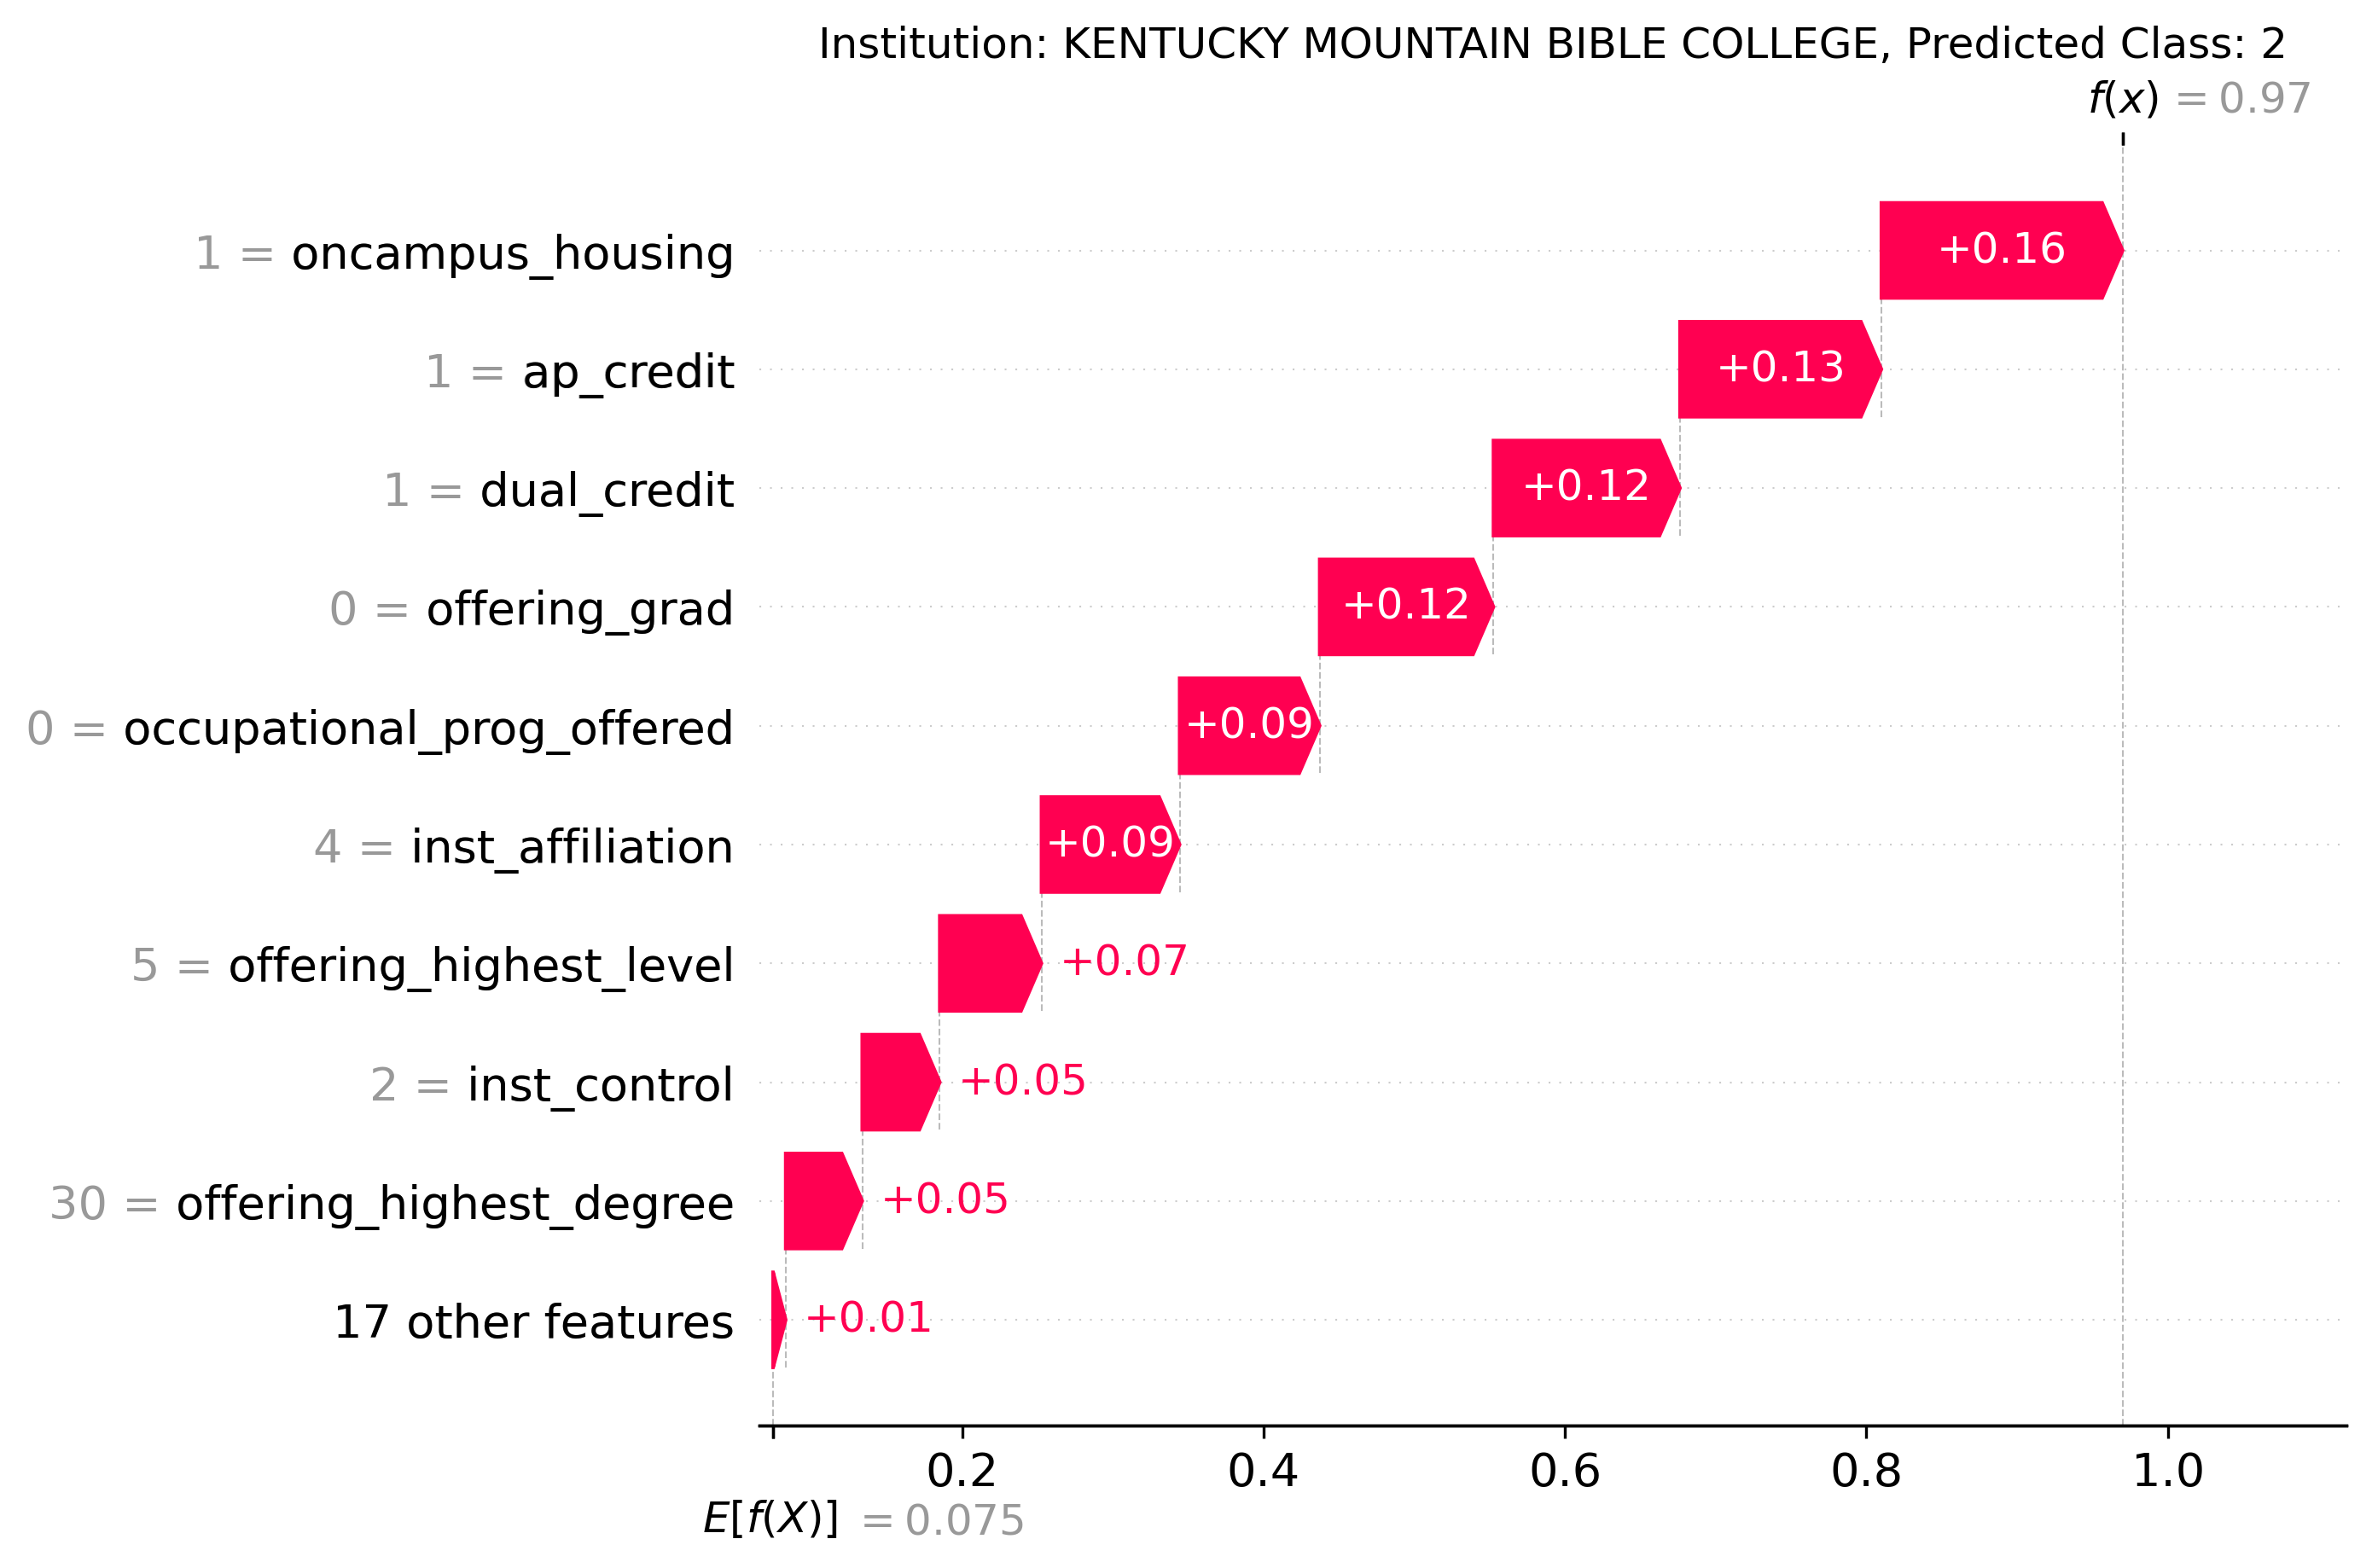 Institution: KENTUCKY MOUNTAIN BIBLE COLLEGE, Predicted Class: 2
f(x) = 0.97
1 = oncampus_housing +0.16
1 = ap_credit +0.13
1 = dual_credit +0.12
0 = offering_grad +0.12
0 = occupational_prog_offered +0.09
4 = inst_affiliation +0.09
5 = offering_highest_level +0.07
2 = inst_control +0.05
30 = offering_highest_degree +0.05
17 other features +0.01
0.2 0.4 0.6 0.8 1.0
E[f(X)] = 0.075